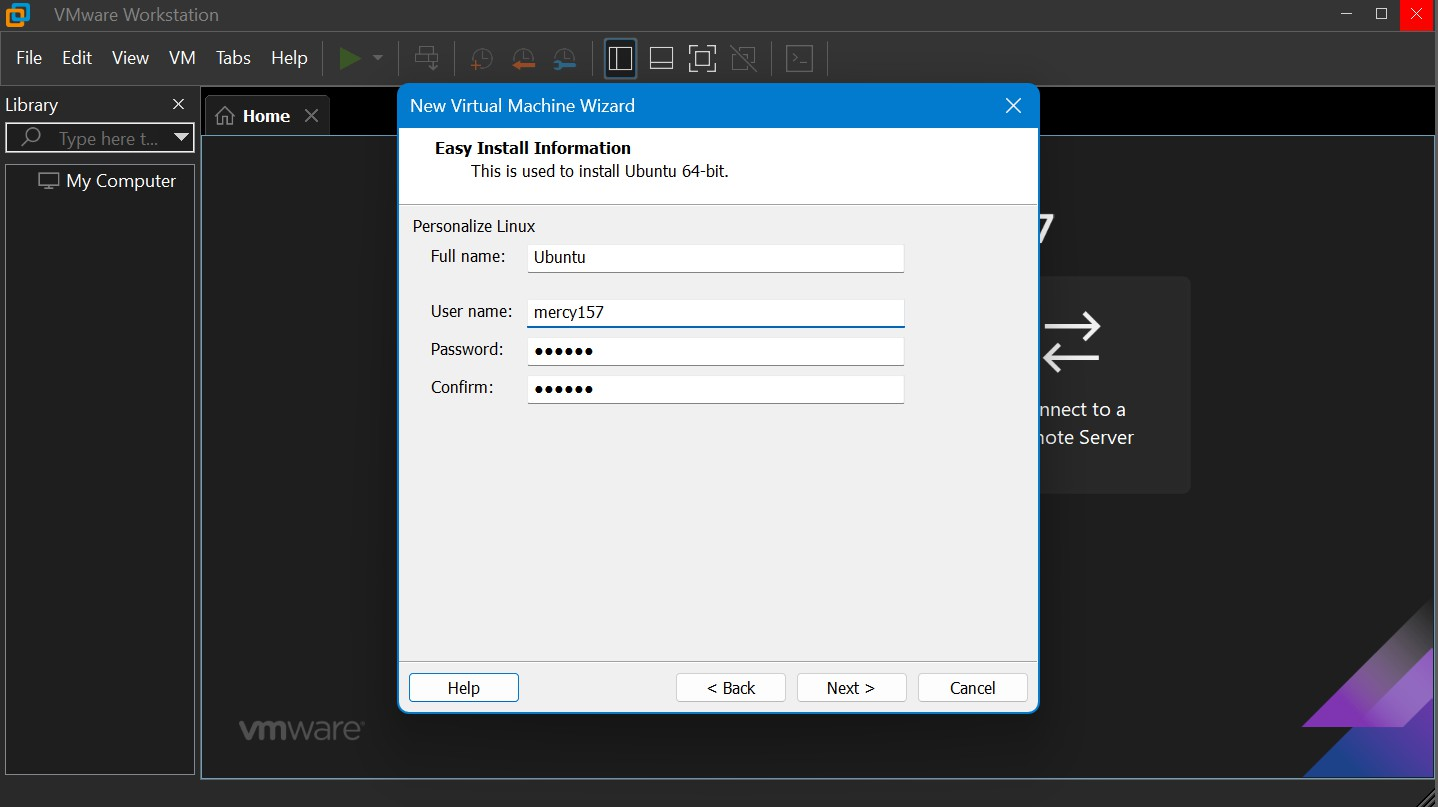 VMware Workstation
File Edit View VM Tabs Help
Library
Type here t...
My Computer
Home
New Virtual Machine Wizard
Easy Install Information
This is used to install Ubuntu 64-bit.
Personalize Linux
Full name: Ubuntu
User name: mercy157
Password: ●●●●●●
Confirm: ●●●●●●
7
nnect to a
note Server
Help < Back Next > Cancel
vmware